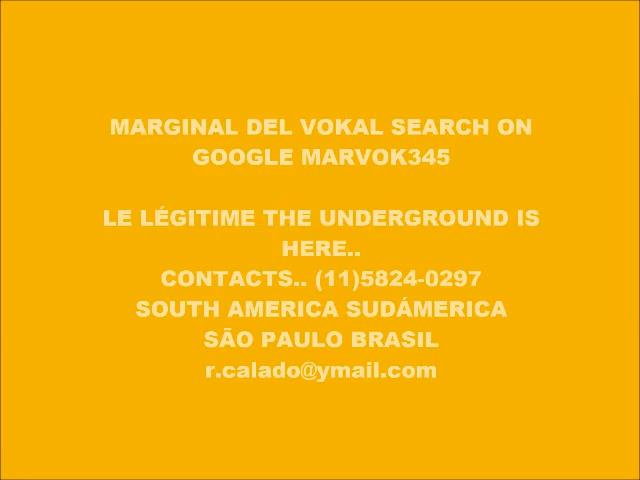 MARGINAL DEL VOKAL SEARCH ON
GOOGLE MARVOK345
LE LÉGITIME THE UNDERGROUND IS
HERE..
CONTACTS.. (11)5824-0297
SOUTH AMERICA SUDÁMERICA
SÃO PAULO BRASIL
r.calado@ymail.com